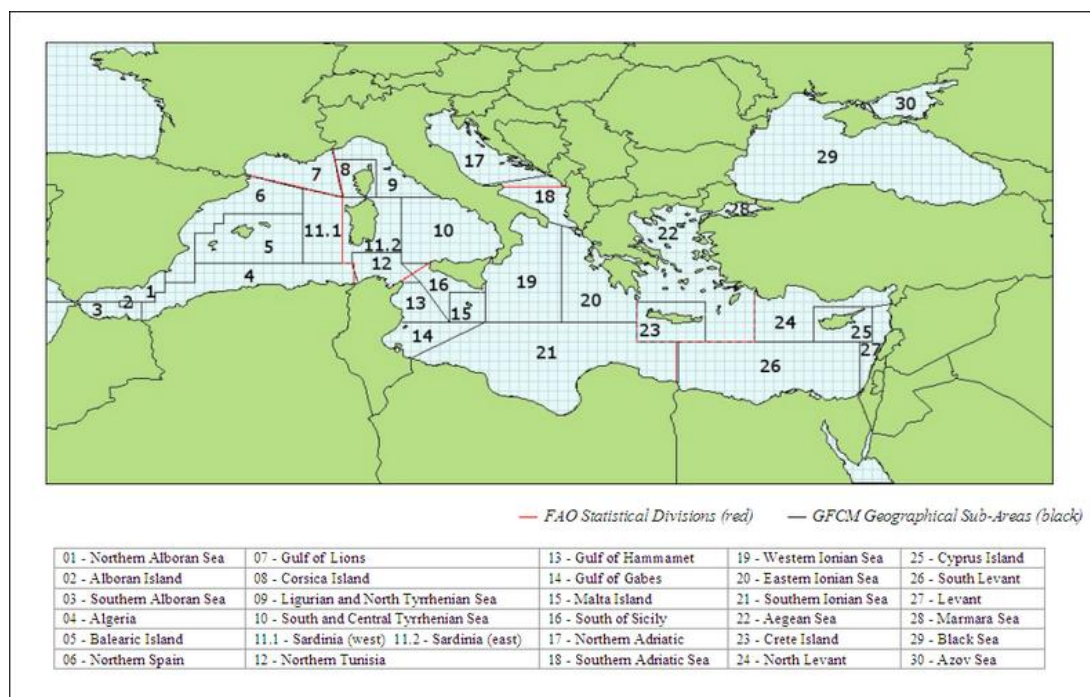 30
29
17
7
8
9
18
28
6
22
11.1
11.2
10
5
12
4
16
19
20
1
2
3
13
15
23
24
25
14
21
26
27
FAO Statistical Divisions (red)
GFCM Geographical Sub-Areas (black)
01 - Northern Alboran Sea
07 - Gulf of Lions
13 - Gulf of Hammamet
19 - Western Ionian Sea
25 - Cyprus Island
02 - Alboran Island
08 - Corsica Island
14 - Gulf of Gabes
20 - Eastern Ionian Sea
26 - South Levant
03 - Southern Alboran Sea
09 - Ligurian and North Tyrrhenian Sea
15 - Malta Island
21 - Southern Ionian Sea
27 - Levant
04 - Algeria
10 - South and Central Tyrrhenian Sea
16 - South of Sicily
22 - Aegean Sea
28 - Marmara Sea
05 - Balearic Island
11.1 - Sardinia (west) 11.2 - Sardinia (east)
17 - Northern Adriatic
23 - Crete Island
29 - Black Sea
06 - Northern Spain
12 - Northern Tunisia
18 - Southern Adriatic Sea
24 - North Levant
30 - Azov Sea